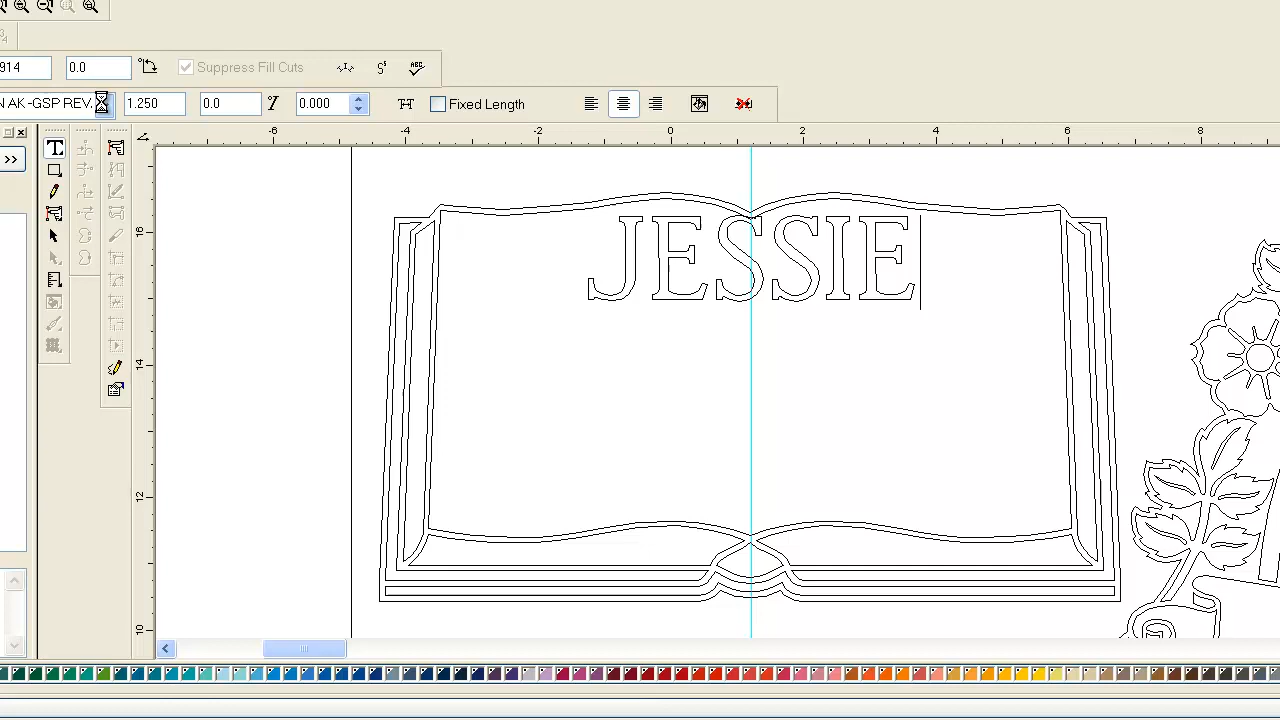 914 0.0 Suppress Fill Cuts
N AK-GSP REV. 1.250 0.0 0.000 Fixed Length
-6 -4 -2 0 2 4 6 8
16
14
12
10
JESSIE